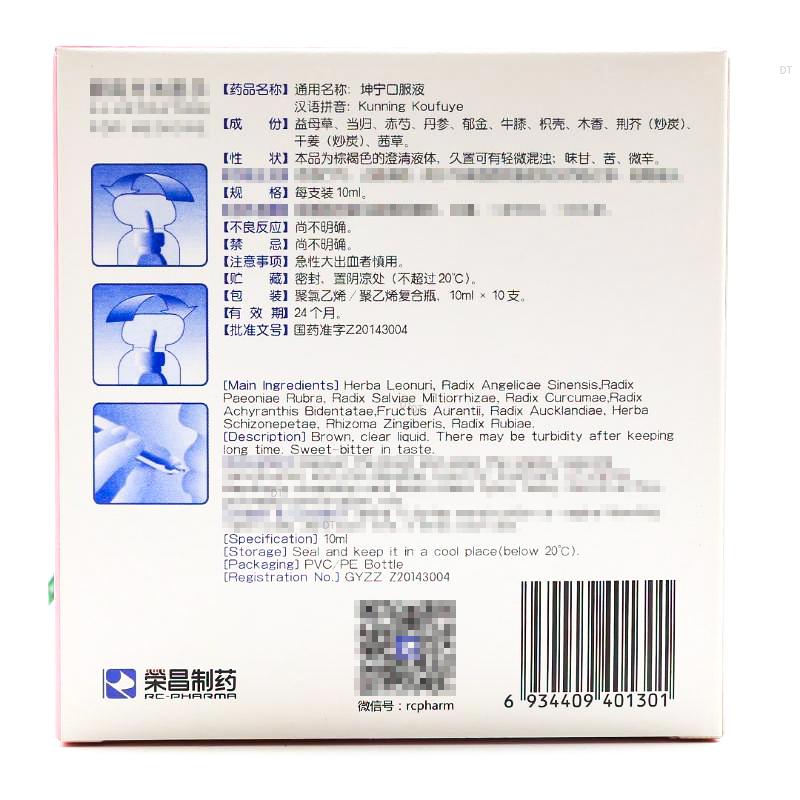 DT
【药品名称】通用名称：坤宁口服液
汉语拼音：Kunning Koufuye
【成 份】益母草、当归、赤芍、丹参、郁金、牛膝、枳壳、木香、荆芥（炒炭）、
干姜（炒炭）、茜草。
【性 状】本品为棕褐色的澄清液体，久置可有轻微混浊；味甘、苦、微辛。
【规 格】每支装10ml。
【不良反应】尚不明确。
【禁 忌】尚不明确。
【注意事项】急性大出血者慎用。
【贮 藏】密封、置阴凉处（不超过20℃）。
【包 装】聚氯乙烯／聚乙烯复合瓶，10ml × 10支。
【有 效 期】24个月。
【批准文号】国药准字Z20143004
[Main Ingredients] Herba Leonuri, Radix Angelicae Sinensis,Radix
Paeoniae Rubra, Radix Salviae Miltiorrhizae, Radix Curcumae,Radix
Achyranthis Bidentatae,Fructus Aurantii, Radix Aucklandiae, Herba
Schizonepetae, Rhizoma Zingiberis, Radix Rubiae.
[Description] Brown, clear liquid. There may be turbidity after keeping
long time. Sweet-bitter in taste.
DT
DT
[Specification] 10ml
[Storage] Seal and keep it in a cool place(below 20℃).
[Packaging] PVC/PE Bottle
[Registration No.] GYZZ Z20143004
榮昌制药
RC-PHARMA
微信号：rcpharm
6 934409 401301